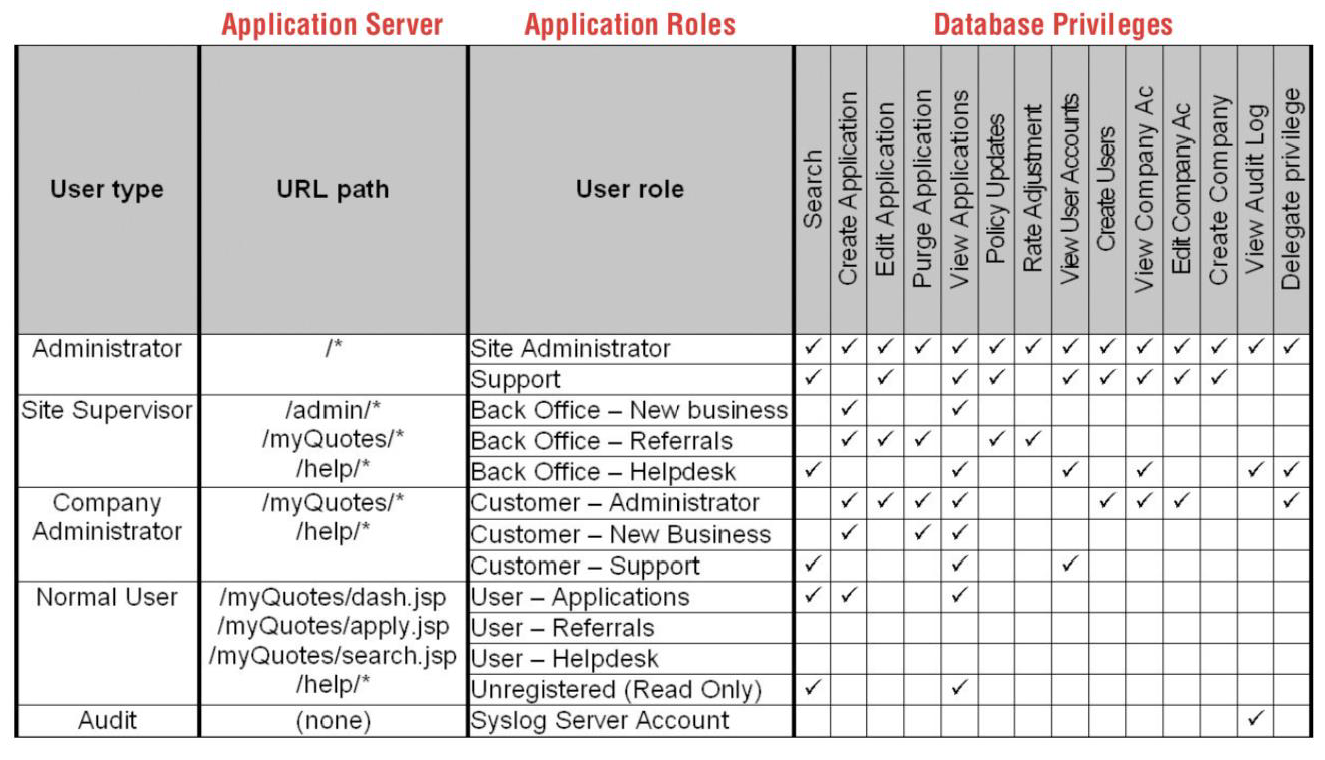 Application Server Application Roles Database Privileges
User type URL path User role Search Create Application Edit Application Purge Application View Applications Policy Updates Rate Adjustment View User Accounts Create Users View Company Ac Edit Company Ac Create Company View Audit Log Delegate privilege
Administrator /* Site Administrator ✓ ✓ ✓ ✓ ✓ ✓ ✓ ✓ ✓ ✓ ✓ ✓ ✓ ✓
Support ✓ ✓ ✓ ✓ ✓ ✓ ✓ ✓ ✓
Site Supervisor /admin/* Back Office – New business ✓ ✓
/myQuotes/* Back Office – Referrals ✓ ✓ ✓ ✓ ✓
/help/* Back Office – Helpdesk ✓ ✓ ✓ ✓ ✓ ✓
Company /myQuotes/* Customer – Administrator ✓ ✓ ✓ ✓ ✓ ✓ ✓ ✓
Administrator /help/* Customer – New Business ✓ ✓ ✓
Customer – Support ✓ ✓ ✓
Normal User /myQuotes/dash.jsp User – Applications ✓ ✓ ✓
/myQuotes/apply.jsp User – Referrals
/myQuotes/search.jsp User – Helpdesk
/help/* Unregistered (Read Only) ✓ ✓
Audit (none) Syslog Server Account ✓